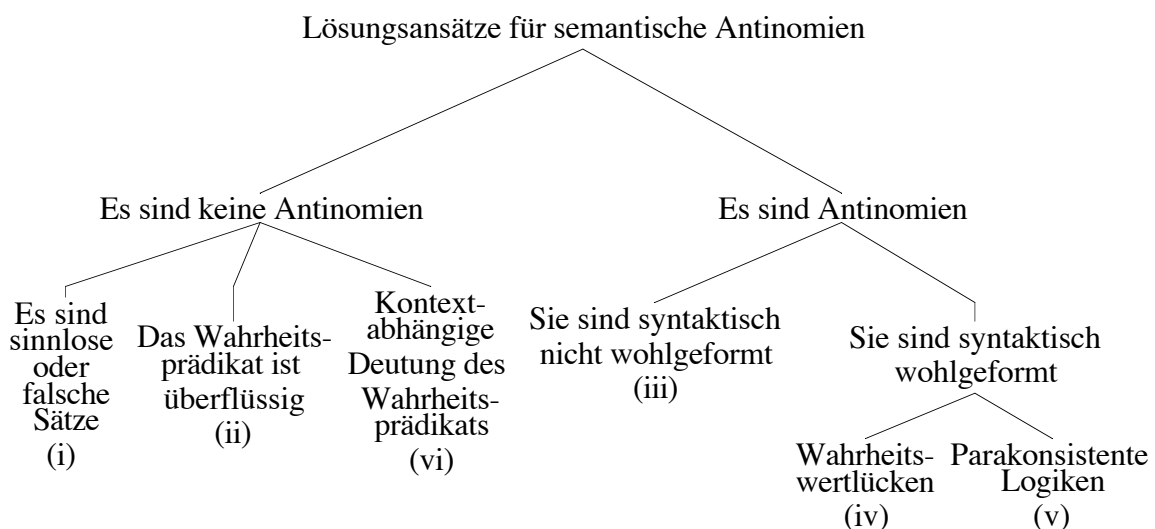 Lösungsansätze für semantische Antinomien
Es sind keine Antinomien
Es sind Antinomien
Es sind
sinnlose
oder
falsche
Sätze
(i)
Das Wahrheits-
prädikat ist
überflüssig
(ii)
Kontext-
abhängige
Deutung des
Wahrheits-
prädikats
(vi)
Sie sind syntaktisch
nicht wohlgeformt
(iii)
Sie sind syntaktisch
wohlgeformt
Wahrheits-
wertlücken
(iv)
Parakonsistente
Logiken
(v)